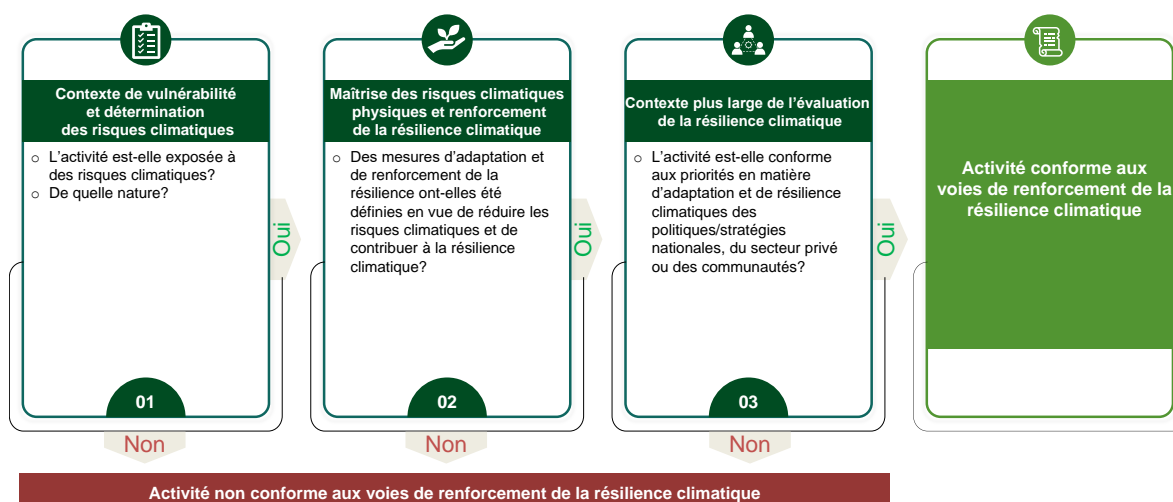 Contexte de vulnérabilité
et détermination
des risques climatiques
○ L'activité est-elle exposée à
des risques climatiques?
○ De quelle nature?
01
Non
Oui
Maîtrise des risques climatiques
physiques et renforcement
de la résilience climatique
○ Des mesures d'adaptation et
de renforcement de la
résilience ont-elles été
définies en vue de réduire les
risques climatiques et de
contribuer à la résilience
climatique?
02
Non
Oui
Contexte plus large de l'évaluation
de la résilience climatique
○ L'activité est-elle conforme
aux priorités en matière
d'adaptation et de résilience
climatiques des
politiques/stratégies
nationales, du secteur privé
ou des communautés?
03
Non
Oui
Activité conforme aux
voies de renforcement de la
résilience climatique
Activité non conforme aux voies de renforcement de la résilience climatique